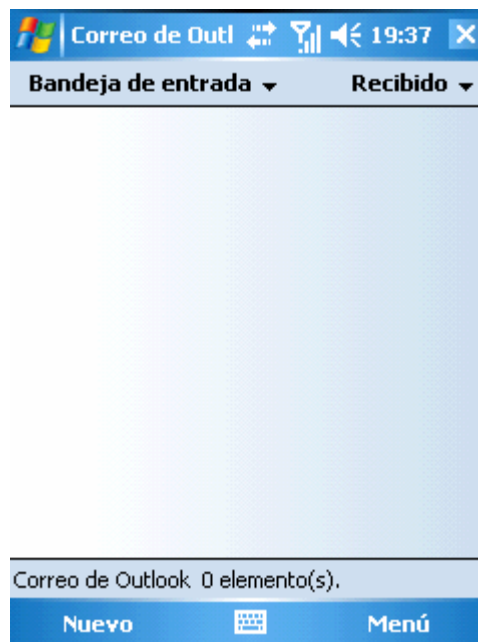 Correo de Outl 19:37
Bandeja de entrada Recibido
Correo de Outlook 0 elemento(s).
Nuevo Menú